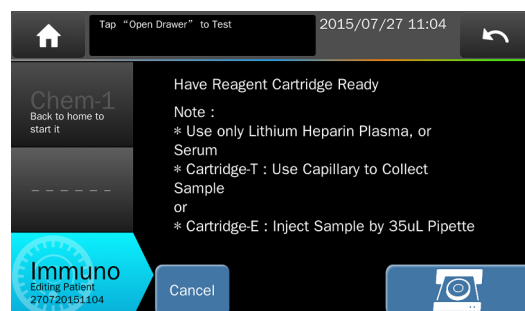 Tap “Open Drawer” to Test
2015/07/27 11:04
Chem-1
Back to home to
start it
– – – – – –
Immuno
Editing Patient
270720151104
Have Reagent Cartridge Ready
Note :
* Use only Lithium Heparin Plasma, or
Serum
* Cartridge-T : Use Capillary to Collect
Sample
or
* Cartridge-E : Inject Sample by 35uL Pipette
Cancel